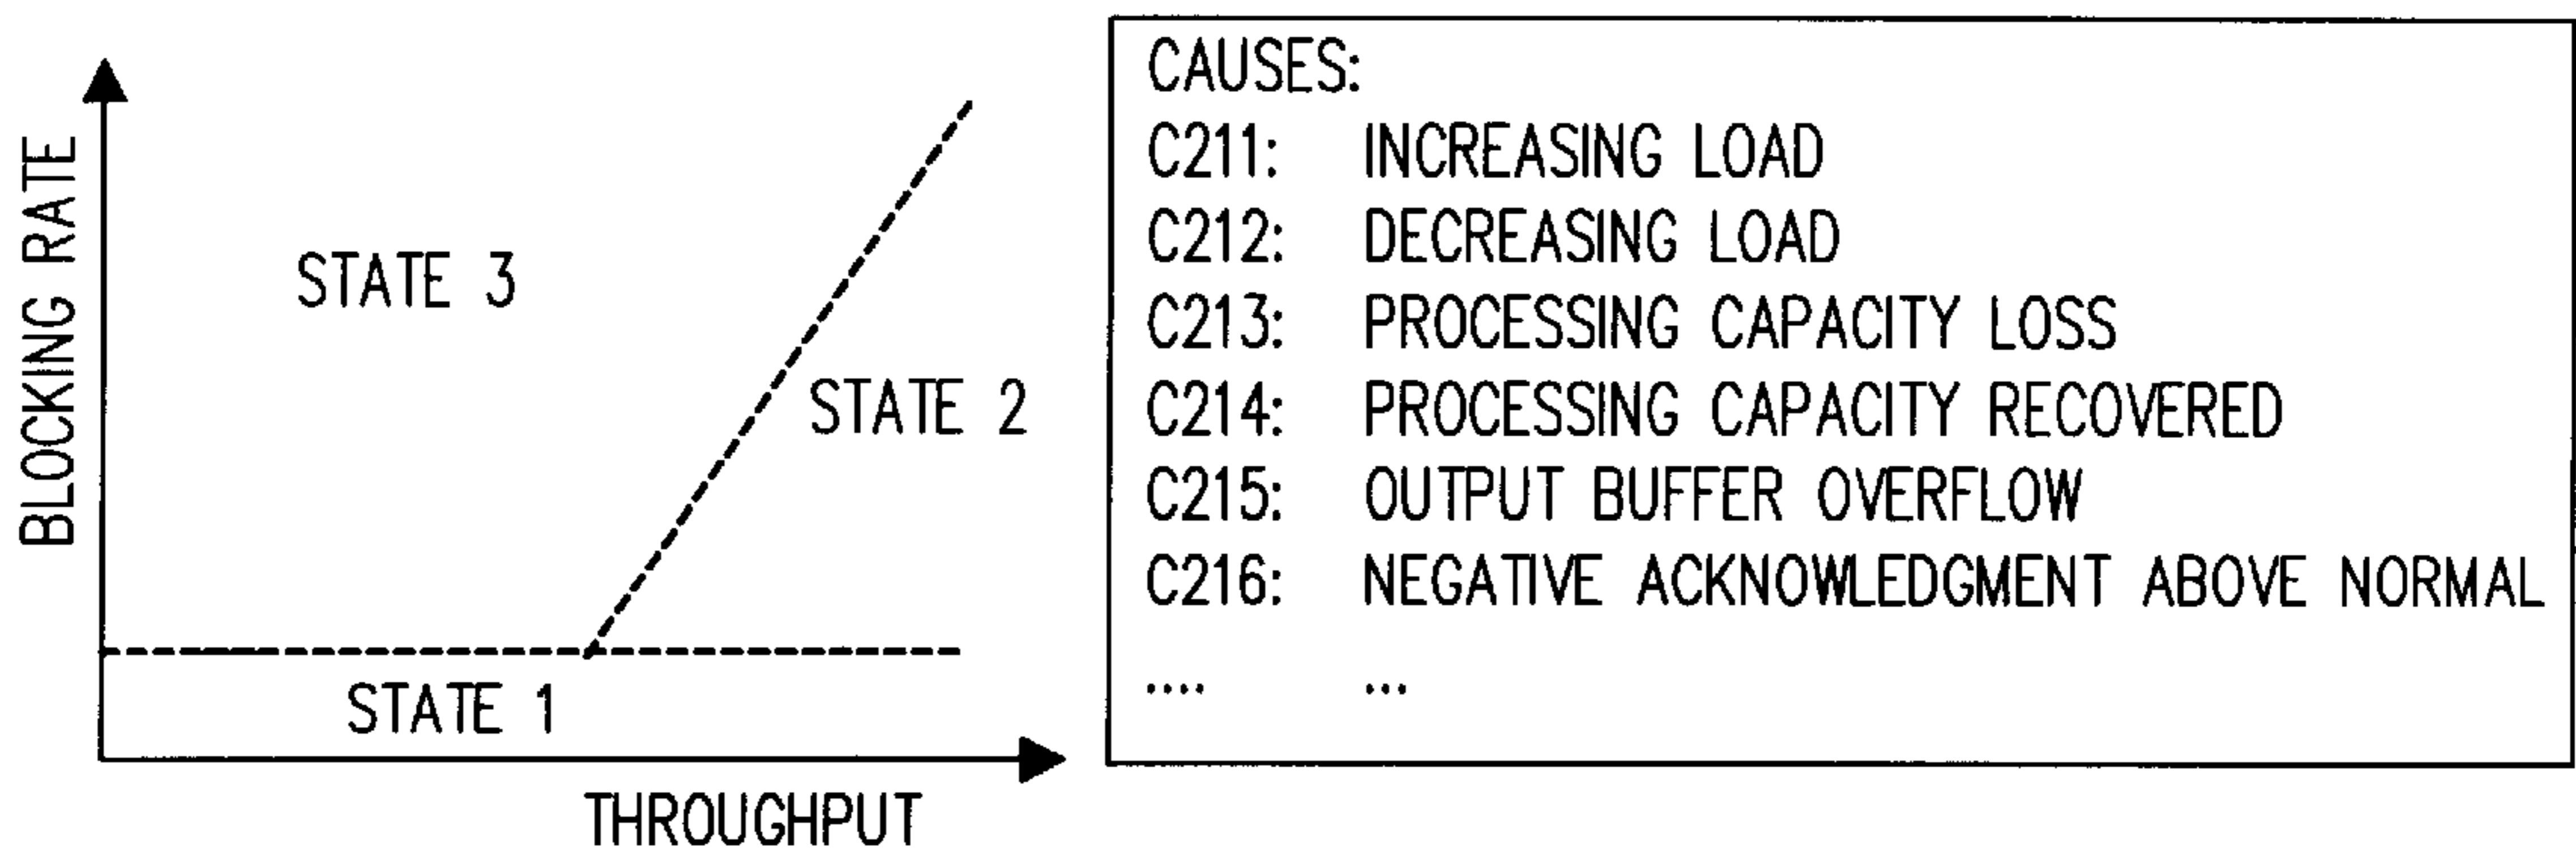 BLOCKING RATE
STATE 3
STATE 2
STATE 1
THROUGHPUT
CAUSES:
C211: INCREASING LOAD
C212: DECREASING LOAD
C213: PROCESSING CAPACITY LOSS
C214: PROCESSING CAPACITY RECOVERED
C215: OUTPUT BUFFER OVERFLOW
C216: NEGATIVE ACKNOWLEDGMENT ABOVE NORMAL
.... ...